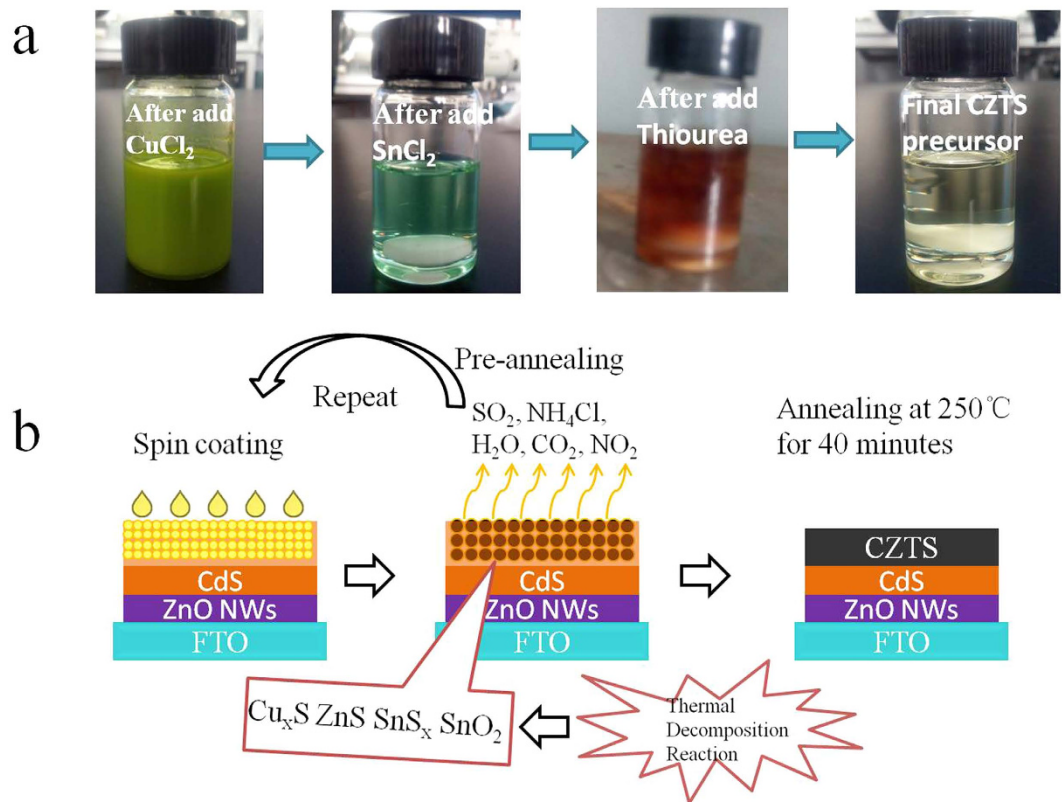 a
After add
CuCl₂
After add
SnCl₂
After add
Thiourea
Final CZTS
precursor
b
Repeat
Pre-annealing
SO₂, NH₄Cl,
H₂O, CO₂, NO₂
Annealing at 250℃
for 40 minutes
Spin coating
CdS
ZnO NWs
FTO
CdS
ZnO NWs
FTO
CZTS
CdS
ZnO NWs
FTO
CuₓS ZnS SnSₓ SnO₂
Thermal
Decomposition
Reaction